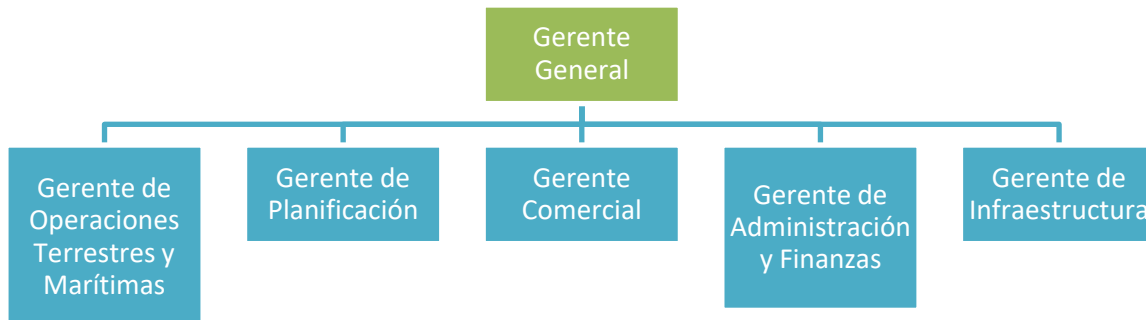 Gerente
General
Gerente de
Operaciones
Terrestres y
Marítimas
Gerente de
Planificación
Gerente
Comercial
Gerente de
Administración
y Finanzas
Gerente de
Infraestructura